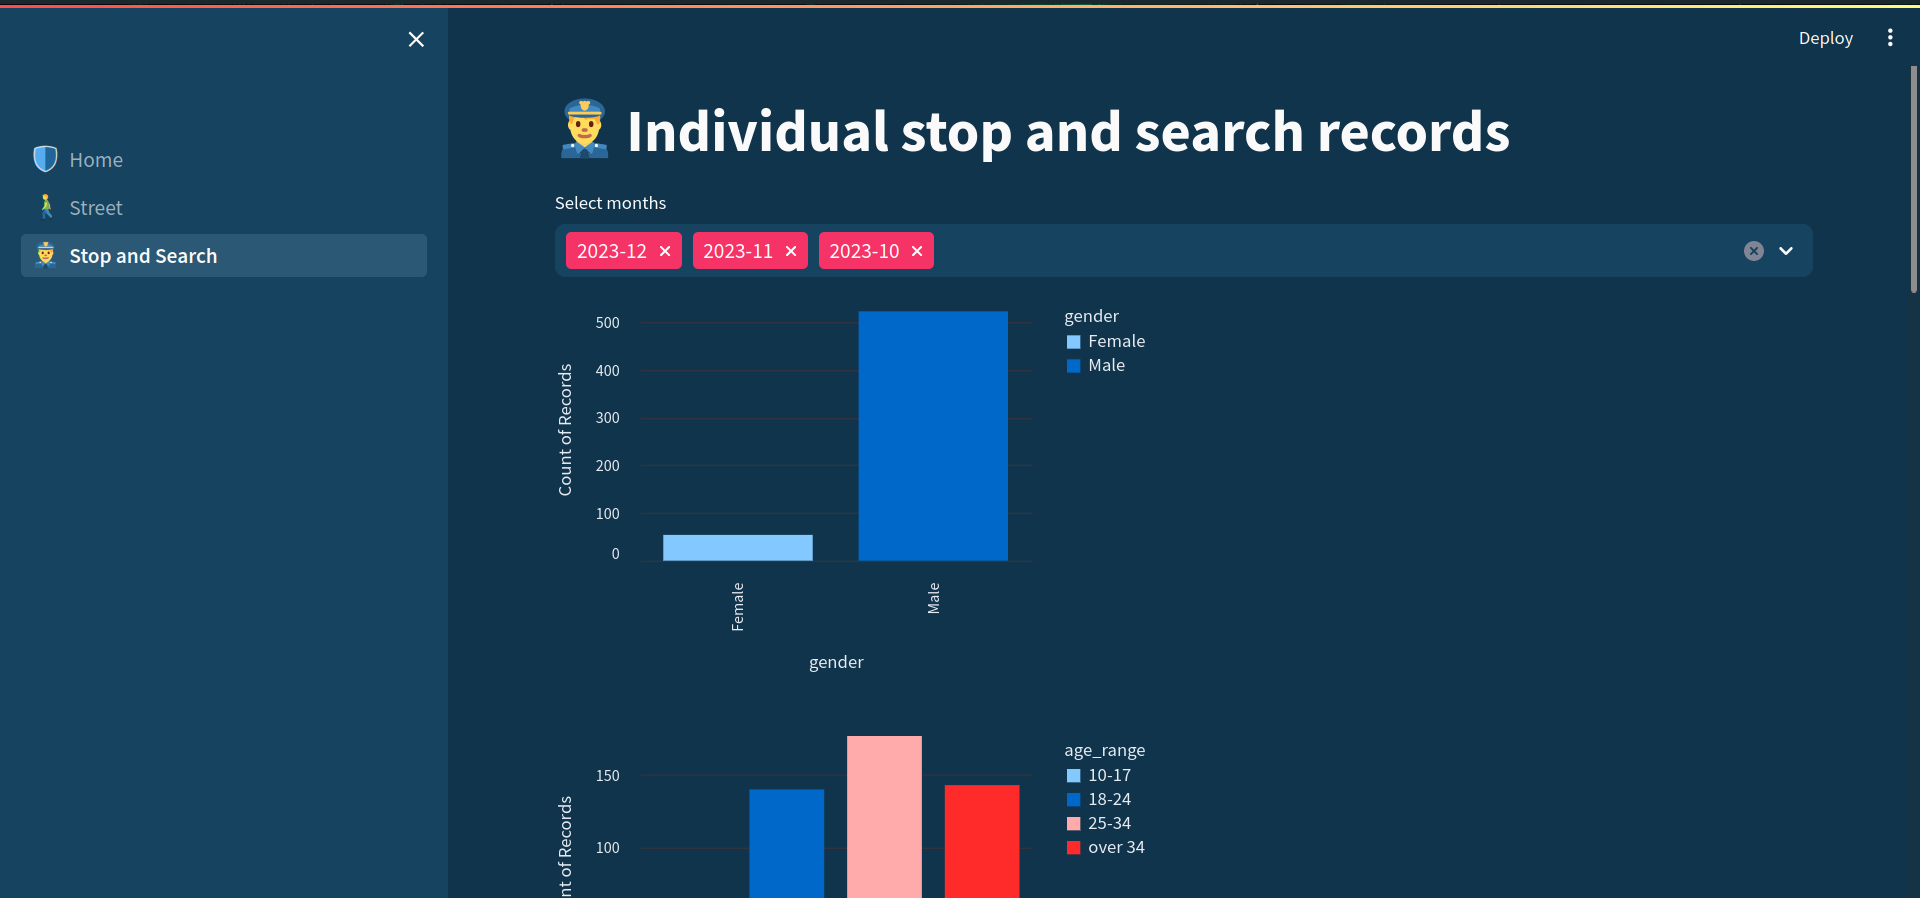 Deploy
Home
Street
Stop and Search
Individual stop and search records
Select months
2023-12 2023-11 2023-10
500
400
300
200
100
0
Count of Records
Female
Male
gender
gender
Female
Male
150
100
nt of Records
age_range
10-17
18-24
25-34
over 34